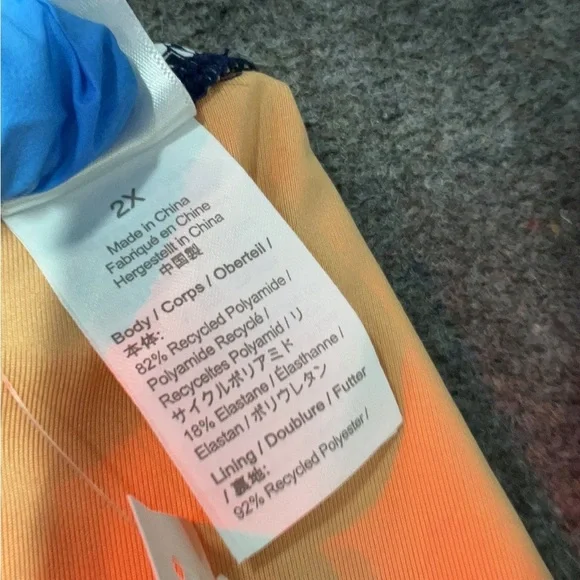 2X
Made in China
Fabriqué en Chine
Hergestellt in China
中国製
Body / Corps / Oberteil /
本体:
82% Recycled Polyamide /
Polyamide Recyclé /
Recyceltes Polyamid / リ
サイクルポリアミド
18% Elastane / Élasthanne /
Elastan / ポリウレタン
Lining / Doublure / Futter
/ 裏地:
92% Recycled Polyester /